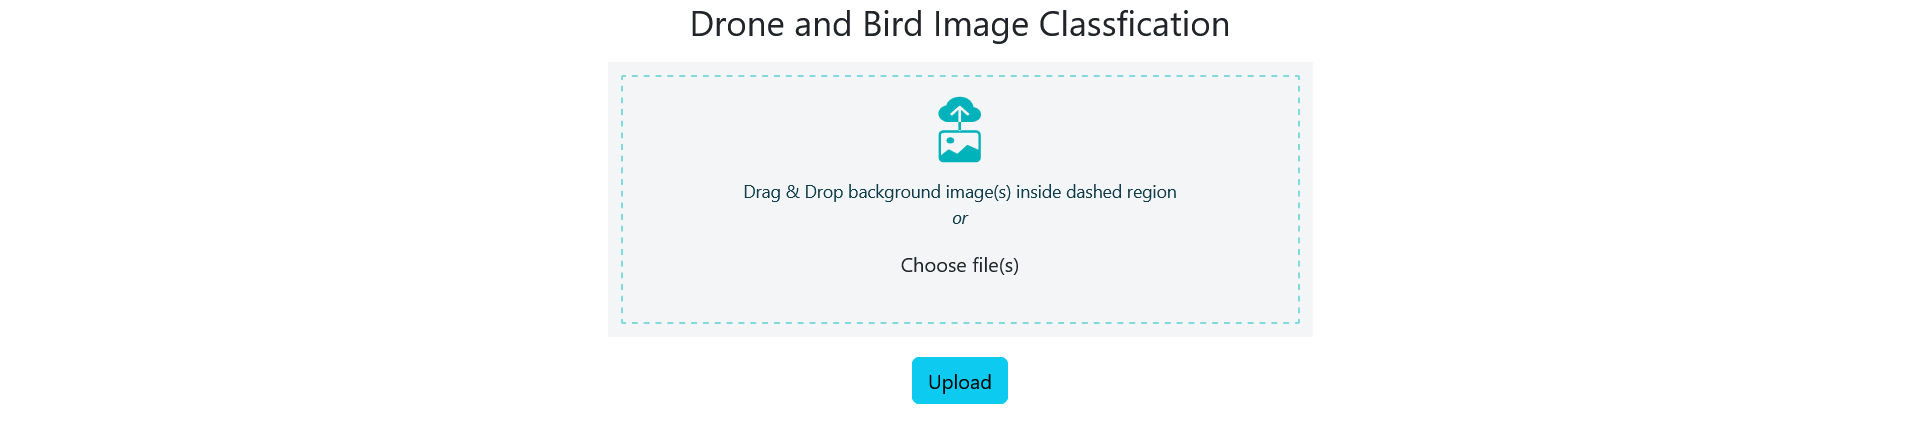 Drone and Bird Image Classfication
Drag & Drop background image(s) inside dashed region
or
Choose file(s)
Upload